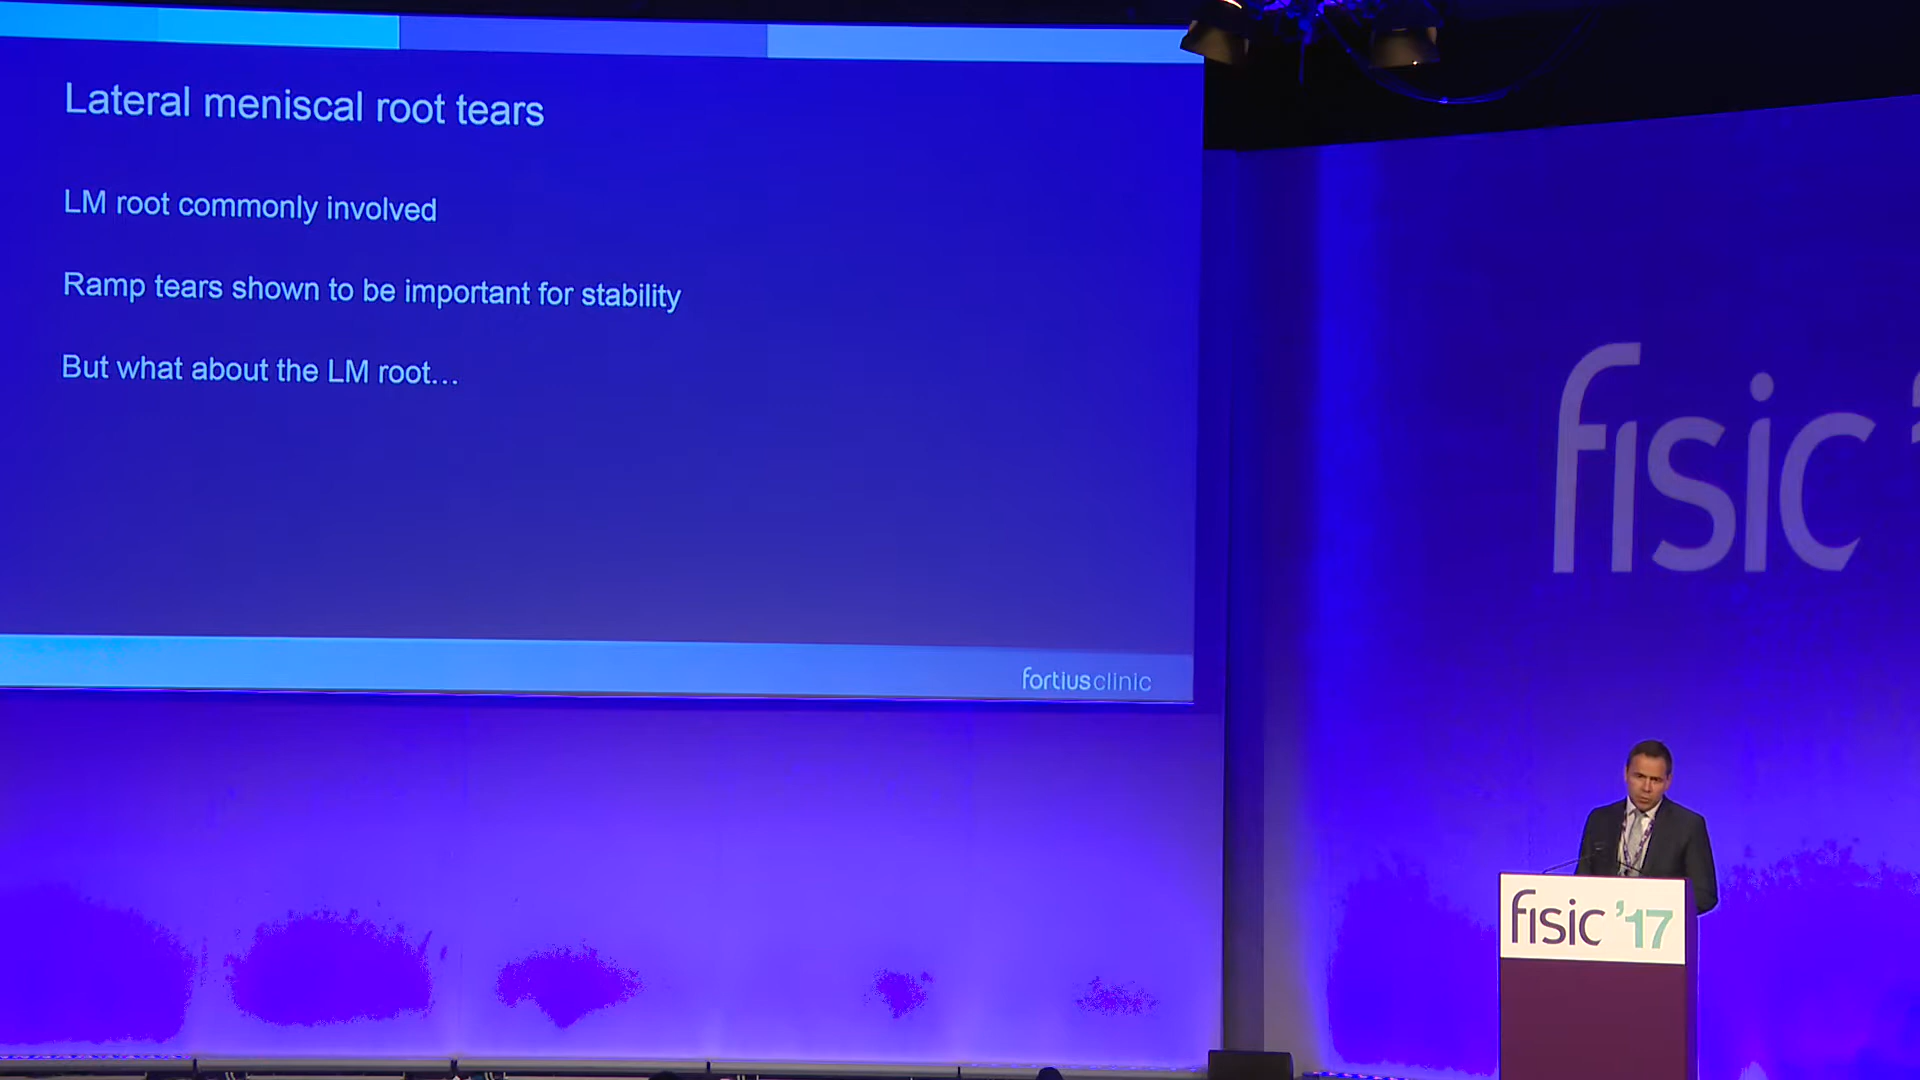 Lateral meniscal root tears
LM root commonly involved
Ramp tears shown to be important for stability
But what about the LM root…
fortiusclinic
fisic
fisic '17